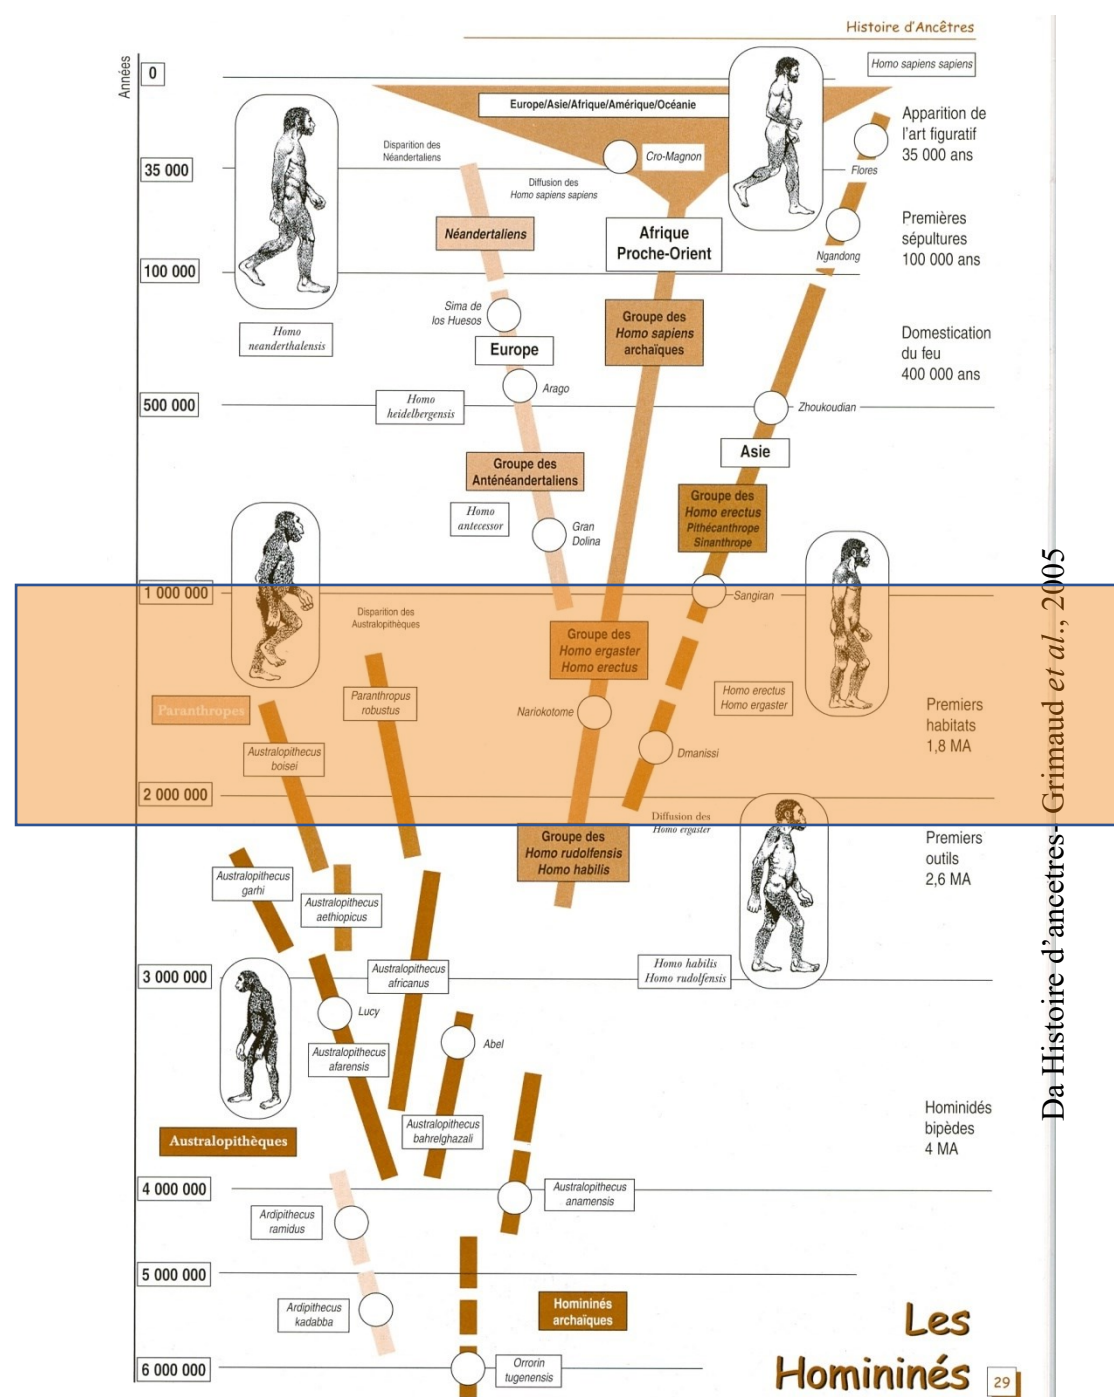 Histoire d'Ancêtres
Années
0
Homo sapiens sapiens
Europe/Asie/Afrique/Amérique/Océanie
Apparition de
l'art figuratif
35 000 ans
Disparition des
Néandertaliens
Cro-Magnon
35 000
Flores
Diffusion des
Homo sapiens sapiens
Néandertaliens
Afrique
Proche-Orient
Premières
sépultures
100 000 ans
Ngandong
100 000
Sima de
los Huesos
Homo
neanderthalensis
Groupe des
Homo sapiens
archaïques
Domestication
du feu
400 000 ans
Europe
Arago
500 000
Homo
heidelbergensis
Zhoukoudian
Asie
Groupe des
Anténéandertaliens
Groupe des
Homo erectus
Pithécanthrope
Sinanthrope
Homo
antecessor
Gran
Dolina
1 000 000
Sangiran
Disparition des
Australopithèques
Groupe des
Homo ergaster
Homo erectus
Paranthropes
Paranthropus
robustus
Nariokotome
Homo erectus
Homo ergaster
Premiers
habitats
1,8 MA
Australopithecus
boisei
Dmanissi
2 000 000
Diffusion des
Homo ergaster
Groupe des
Homo rudolfensis
Homo habilis
Premiers
outils
2,6 MA
Australopithecus
garhi
Australopithecus
aethiopicus
3 000 000
Australopithecus
africanus
Homo habilis
Homo rudolfensis
Lucy
Abel
Australopithecus
afarensis
Australopithecus
bahrelghazali
Australopithèques
Hominidés
bipèdes
4 MA
4 000 000
Australopithecus
anamensis
Ardipithecus
ramidus
5 000 000
Ardipithecus
kadabba
Homininés
archaïques
6 000 000
Orrorin
tugenensis
Les
Homininés
29
Da Histoire d'ancetres- Grimaud et al., 2005